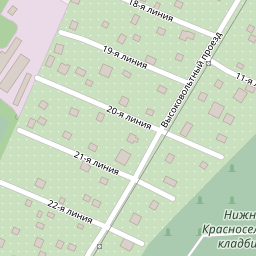 18-я линия
19-я линия
11-я
20-я линия
Высоковольтный проезд
21-я линия
22-я линия
Нижн
Красносел
кладби